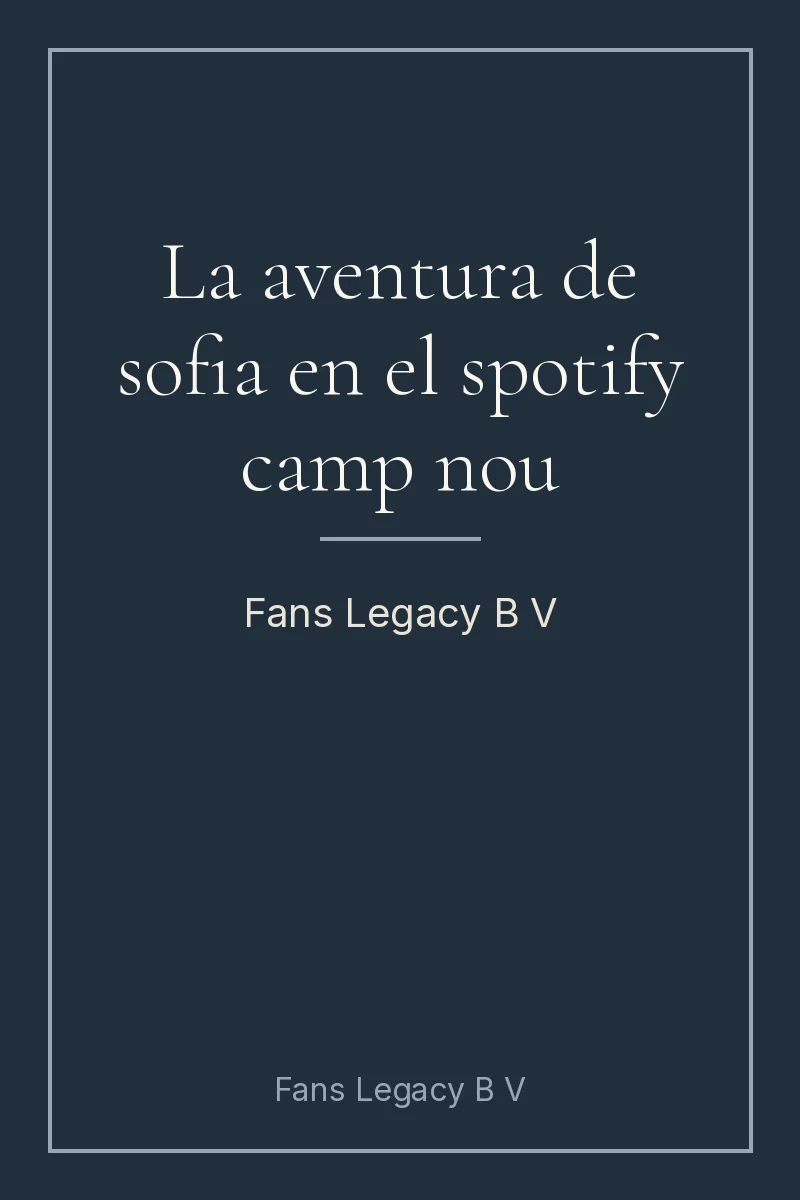 La aventura de
sofia en el spotify
camp nou
Fans Legacy B V
Fans Legacy B V